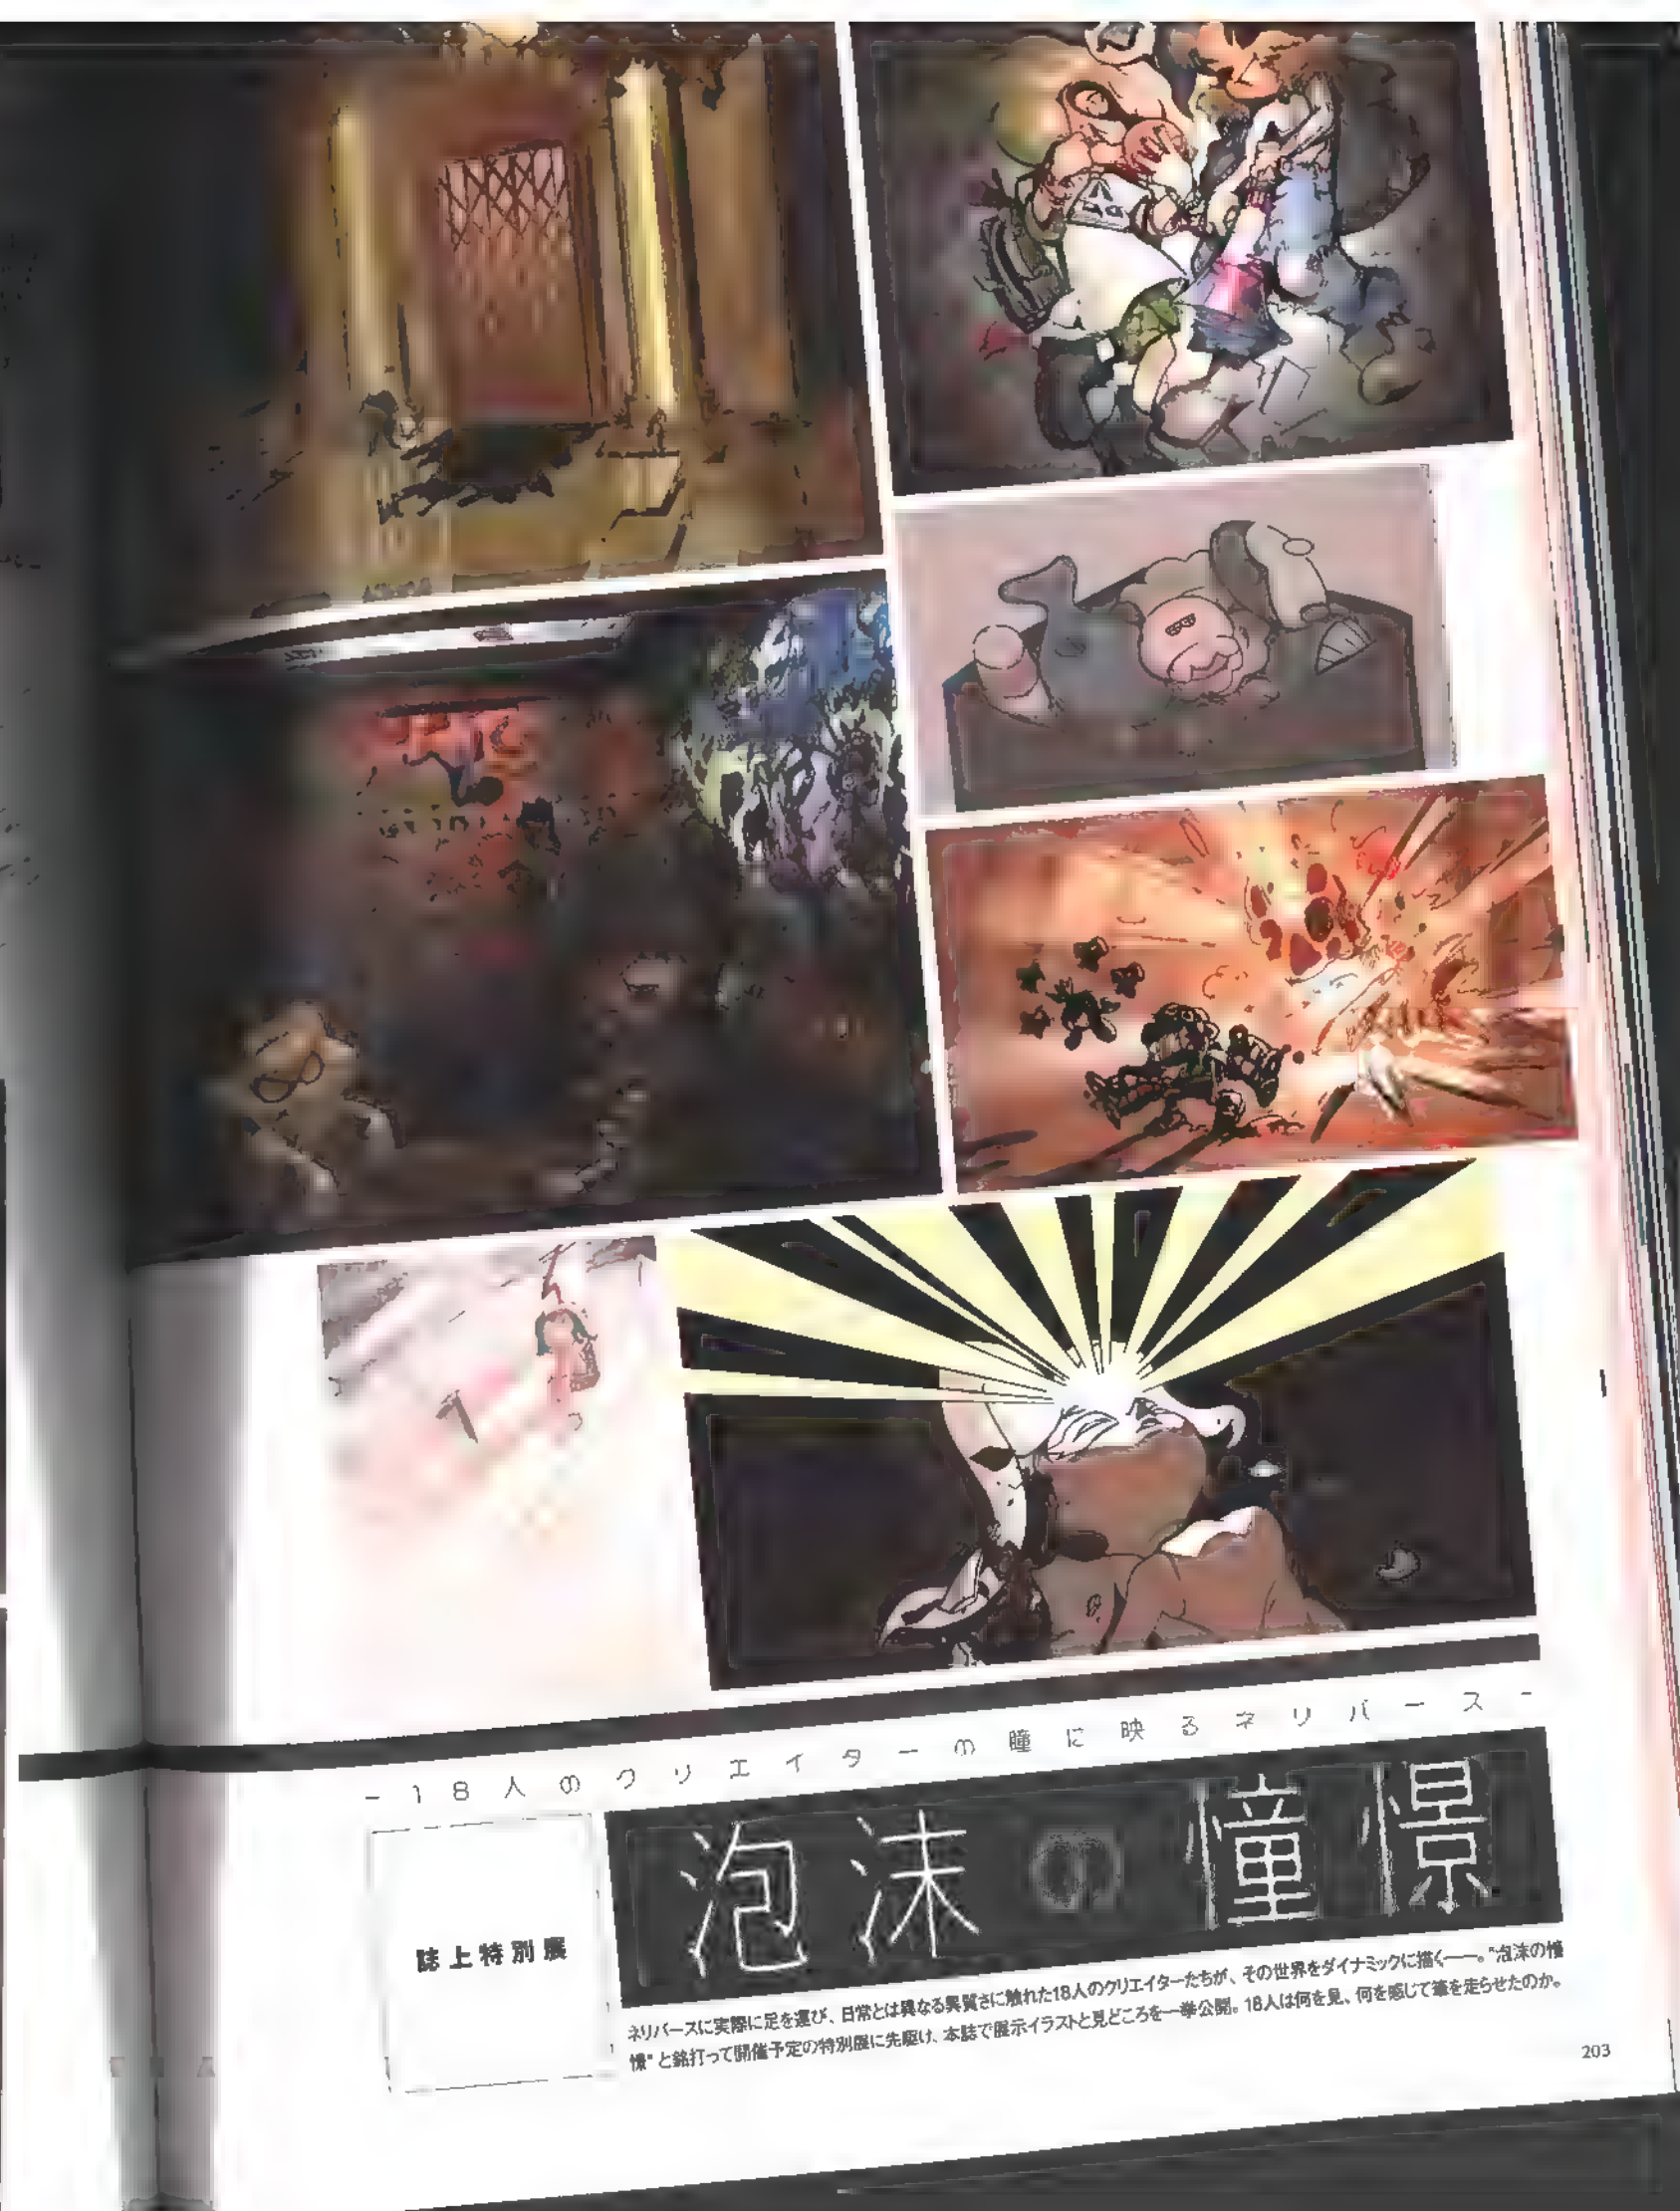 - 18人のクリエイターの瞳に映るネリバース -
誌上特別展
泡沫の憧憬
ネリバースに実際に足を運び、日常とは異なる異質さに触れた18人のクリエイターたちが、その世界をダイナミックに描く――。"泡沫の憧
憬"と銘打って開催予定の特別展に先駆け、本誌で展示イラストと見どころを一挙公開。18人は何を見、何を感じて筆を走らせたのか。
203